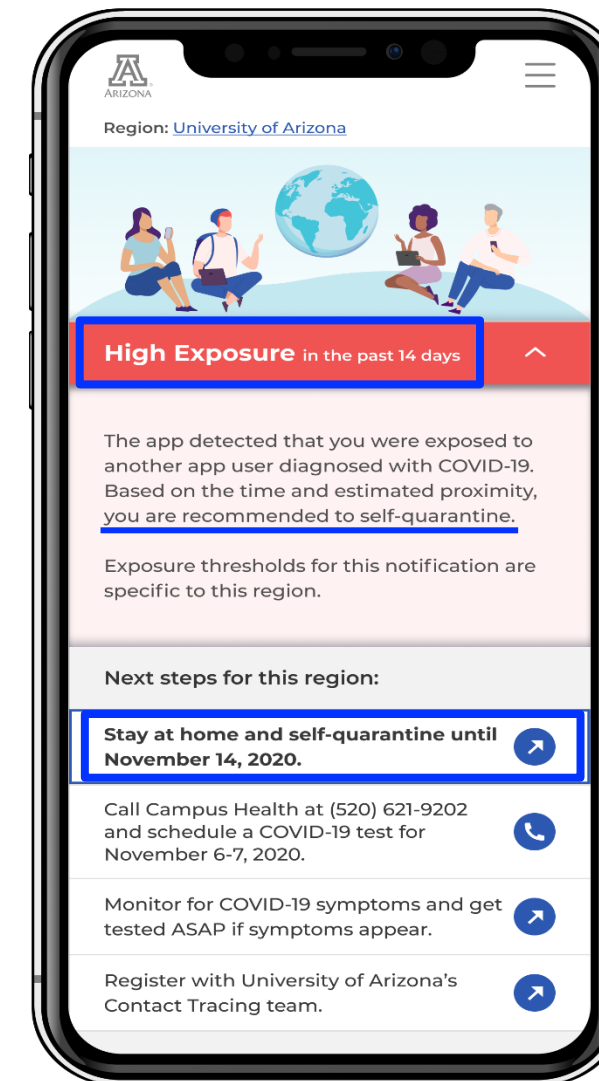 ARIZONA
Region: University of Arizona
High Exposure in the past 14 days
The app detected that you were exposed to
another app user diagnosed with COVID-19.
Based on the time and estimated proximity,
you are recommended to self-quarantine.
Exposure thresholds for this notification are
specific to this region.
Next steps for this region:
Stay at home and self-quarantine until
November 14, 2020.
Call Campus Health at (520) 621-9202
and schedule a COVID-19 test for
November 6-7, 2020.
Monitor for COVID-19 symptoms and get
tested ASAP if symptoms appear.
Register with University of Arizona’s
Contact Tracing team.